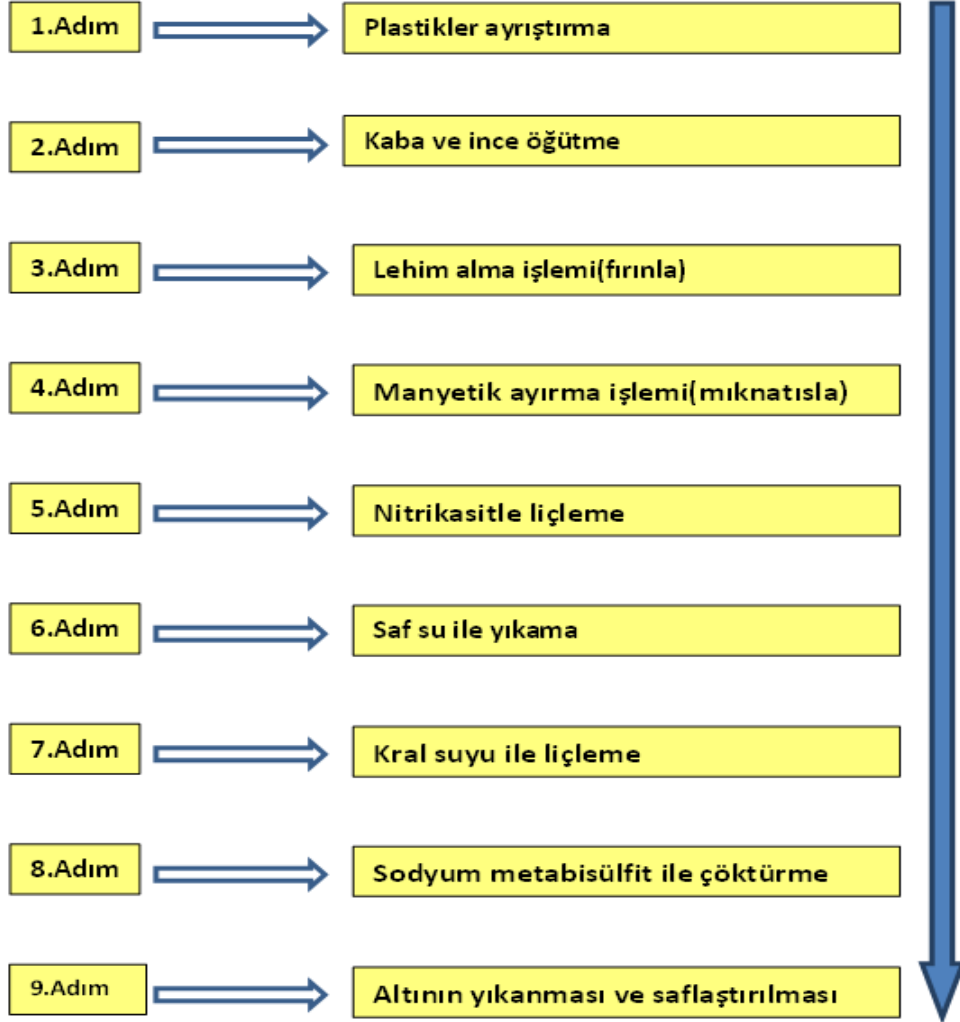 1.Adım Plastikler ayrıştırma
2.Adım Kaba ve ince öğütme
3.Adım Lehim alma işlemi(fırınla)
4.Adım Manyetik ayırma işlemi(mıknatısla)
5.Adım Nitrikasitle liçleme
6.Adım Saf su ile yıkama
7.Adım Kral suyu ile liçleme
8.Adım Sodyum metabisülfit ile çöktürme
9.Adım Altının yıkanması ve saflaştırılması